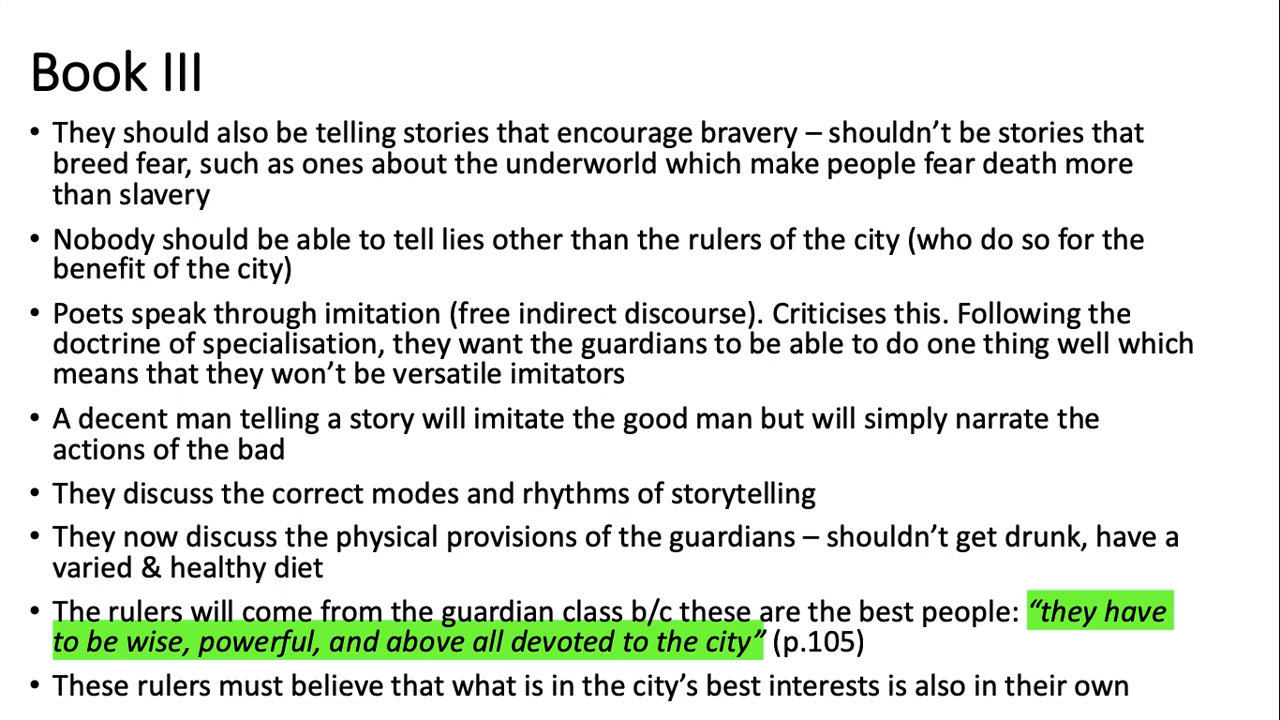 Book III
• They should also be telling stories that encourage bravery – shouldn’t be stories that
breed fear, such as ones about the underworld which make people fear death more
than slavery
• Nobody should be able to tell lies other than the rulers of the city (who do so for the
benefit of the city)
• Poets speak through imitation (free indirect discourse). Criticises this. Following the
doctrine of specialisation, they want the guardians to be able to do one thing well which
means that they won’t be versatile imitators
• A decent man telling a story will imitate the good man but will simply narrate the
actions of the bad
• They discuss the correct modes and rhythms of storytelling
• They now discuss the physical provisions of the guardians – shouldn’t get drunk, have a
varied & healthy diet
• The rulers will come from the guardian class b/c these are the best people: “they have
to be wise, powerful, and above all devoted to the city” (p.105)
• These rulers must believe that what is in the city’s best interests is also in their own